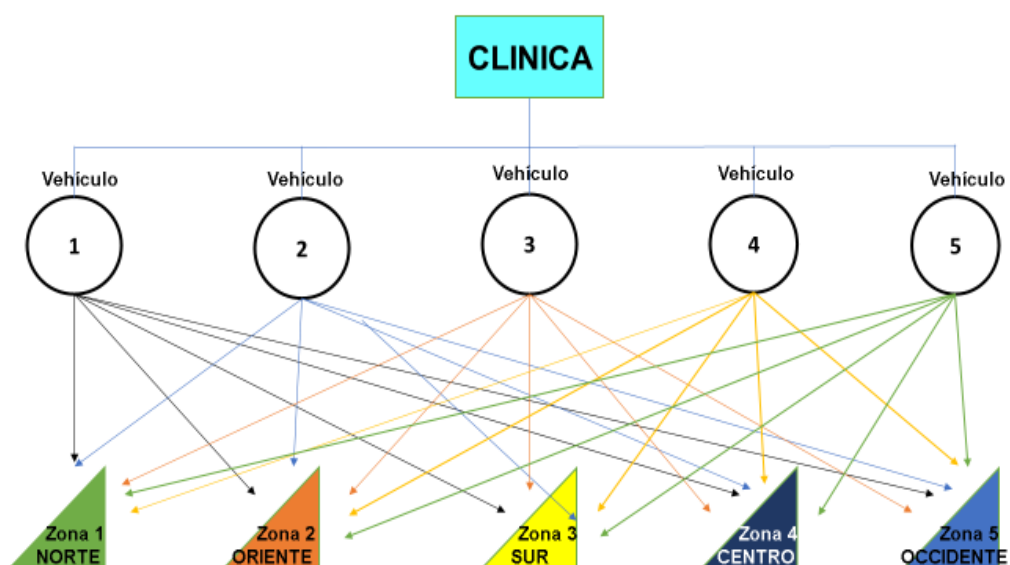 CLINICA
Vehículo
Vehículo
Vehículo
Vehículo
Vehículo
1
2
3
4
5
Zona 1
NORTE
Zona 2
ORIENTE
Zona 3
SUR
Zona 4
CENTRO
Zona 5
OCCIDENTE